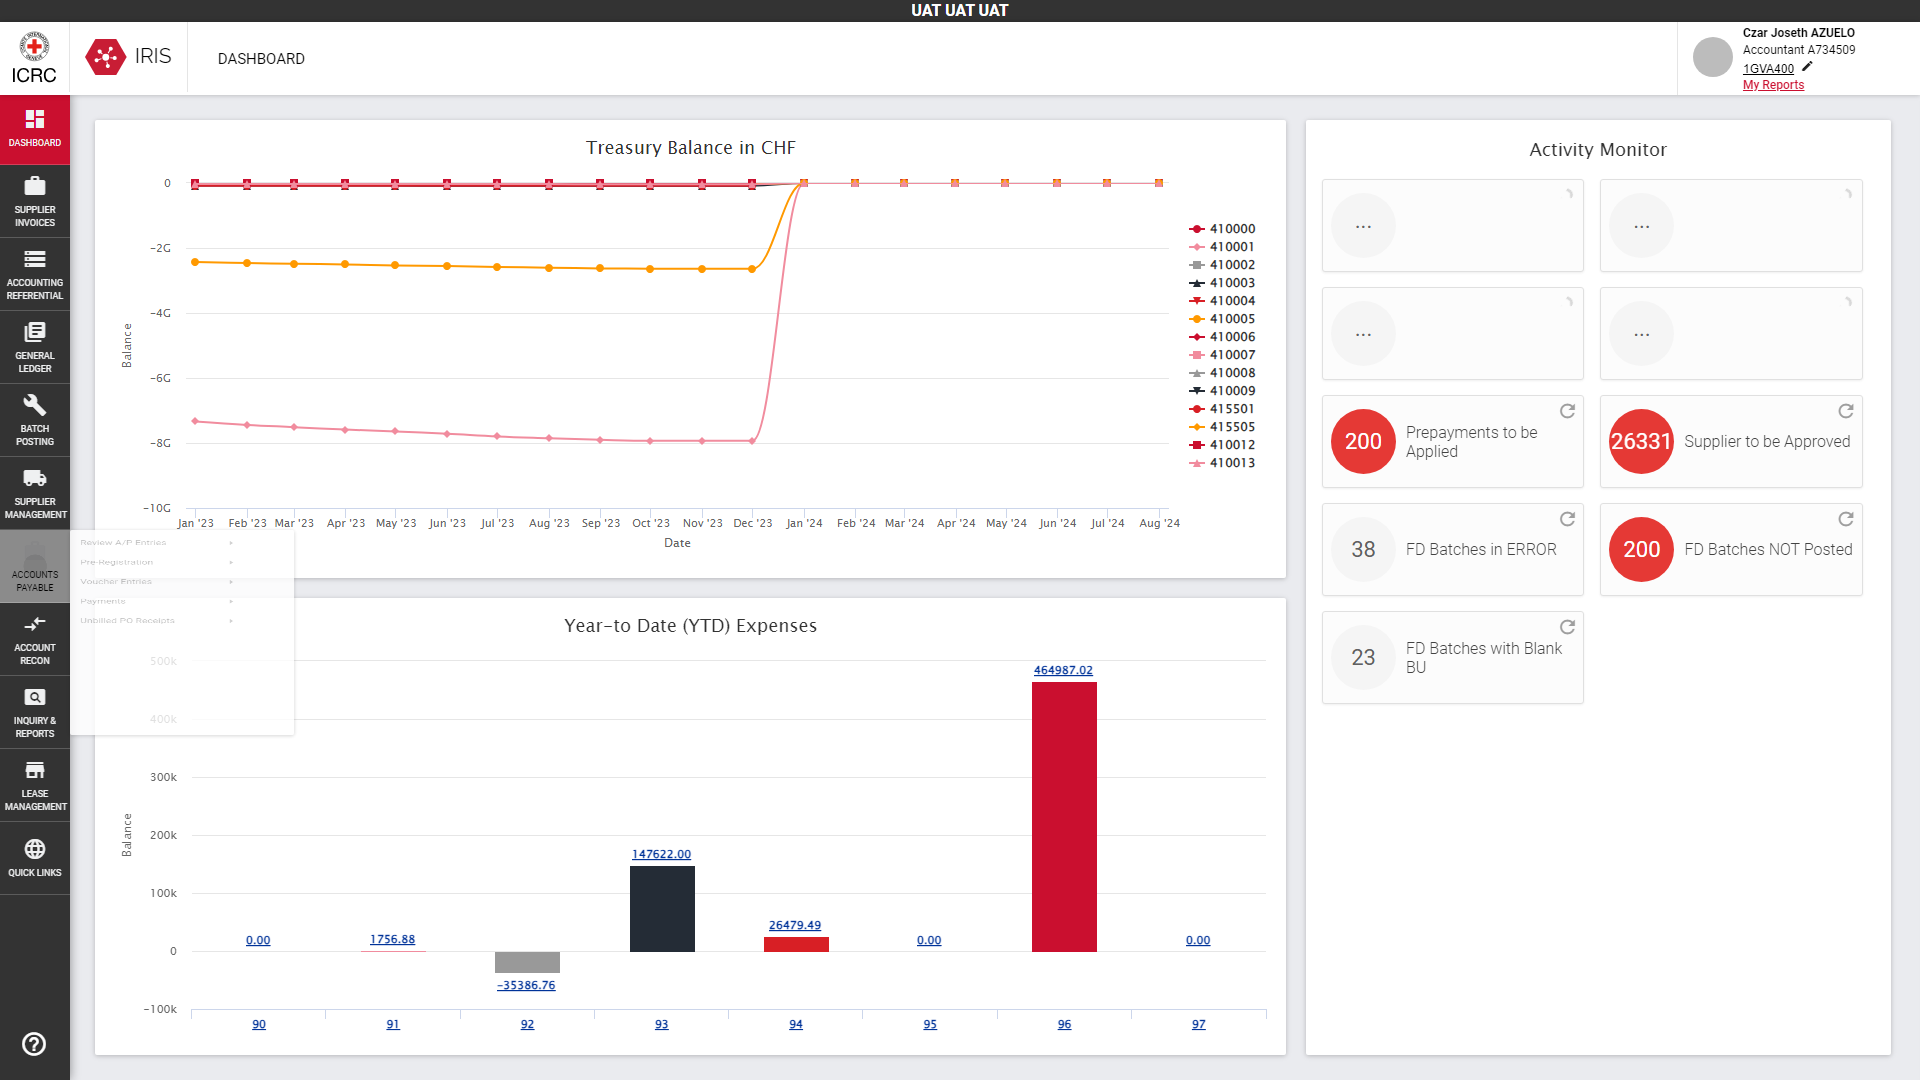 UAT UAT UAT
ICRC
IRIS
DASHBOARD
Czar Joseth AZUELO
Accountant A734509
1GVA400
My Reports
DASHBOARD
SUPPLIER
INVOICES
ACCOUNTING
REFERENTIAL
GENERAL
LEDGER
BATCH
POSTING
SUPPLIER
MANAGEMENT
ACCOUNTS
PAYABLE
ACCOUNT
RECON
INQUIRY &
REPORTS
LEASE
MANAGEMENT
QUICK LINKS
Review A/P Entries
Pre-Registration
Voucher Entries
Payments
Unbilled PO Receipts
Treasury Balance in CHF
0
-2G
-4G
-6G
-8G
-10G
Balance
Jan '23 Feb '23 Mar '23 Apr '23 May '23 Jun '23 Jul '23 Aug '23 Sep '23 Oct '23 Nov '23 Dec '23 Jan '24 Feb '24 Mar '24 Apr '24 May '24 Jun '24 Jul '24 Aug '24
Date
410000
410001
410002
410003
410004
410005
410006
410007
410008
410009
415501
415505
410012
410013
Year-to Date (YTD) Expenses
500k
400k
300k
200k
100k
0
-100k
Balance
0.00
1756.88
-35386.76
147622.00
26479.49
0.00
464987.02
0.00
90 91 92 93 94 95 96 97
Activity Monitor
...
...
...
...
200
Prepayments to be
Applied
26331
Supplier to be Approved
38
FD Batches in ERROR
200
FD Batches NOT Posted
23
FD Batches with Blank
BU